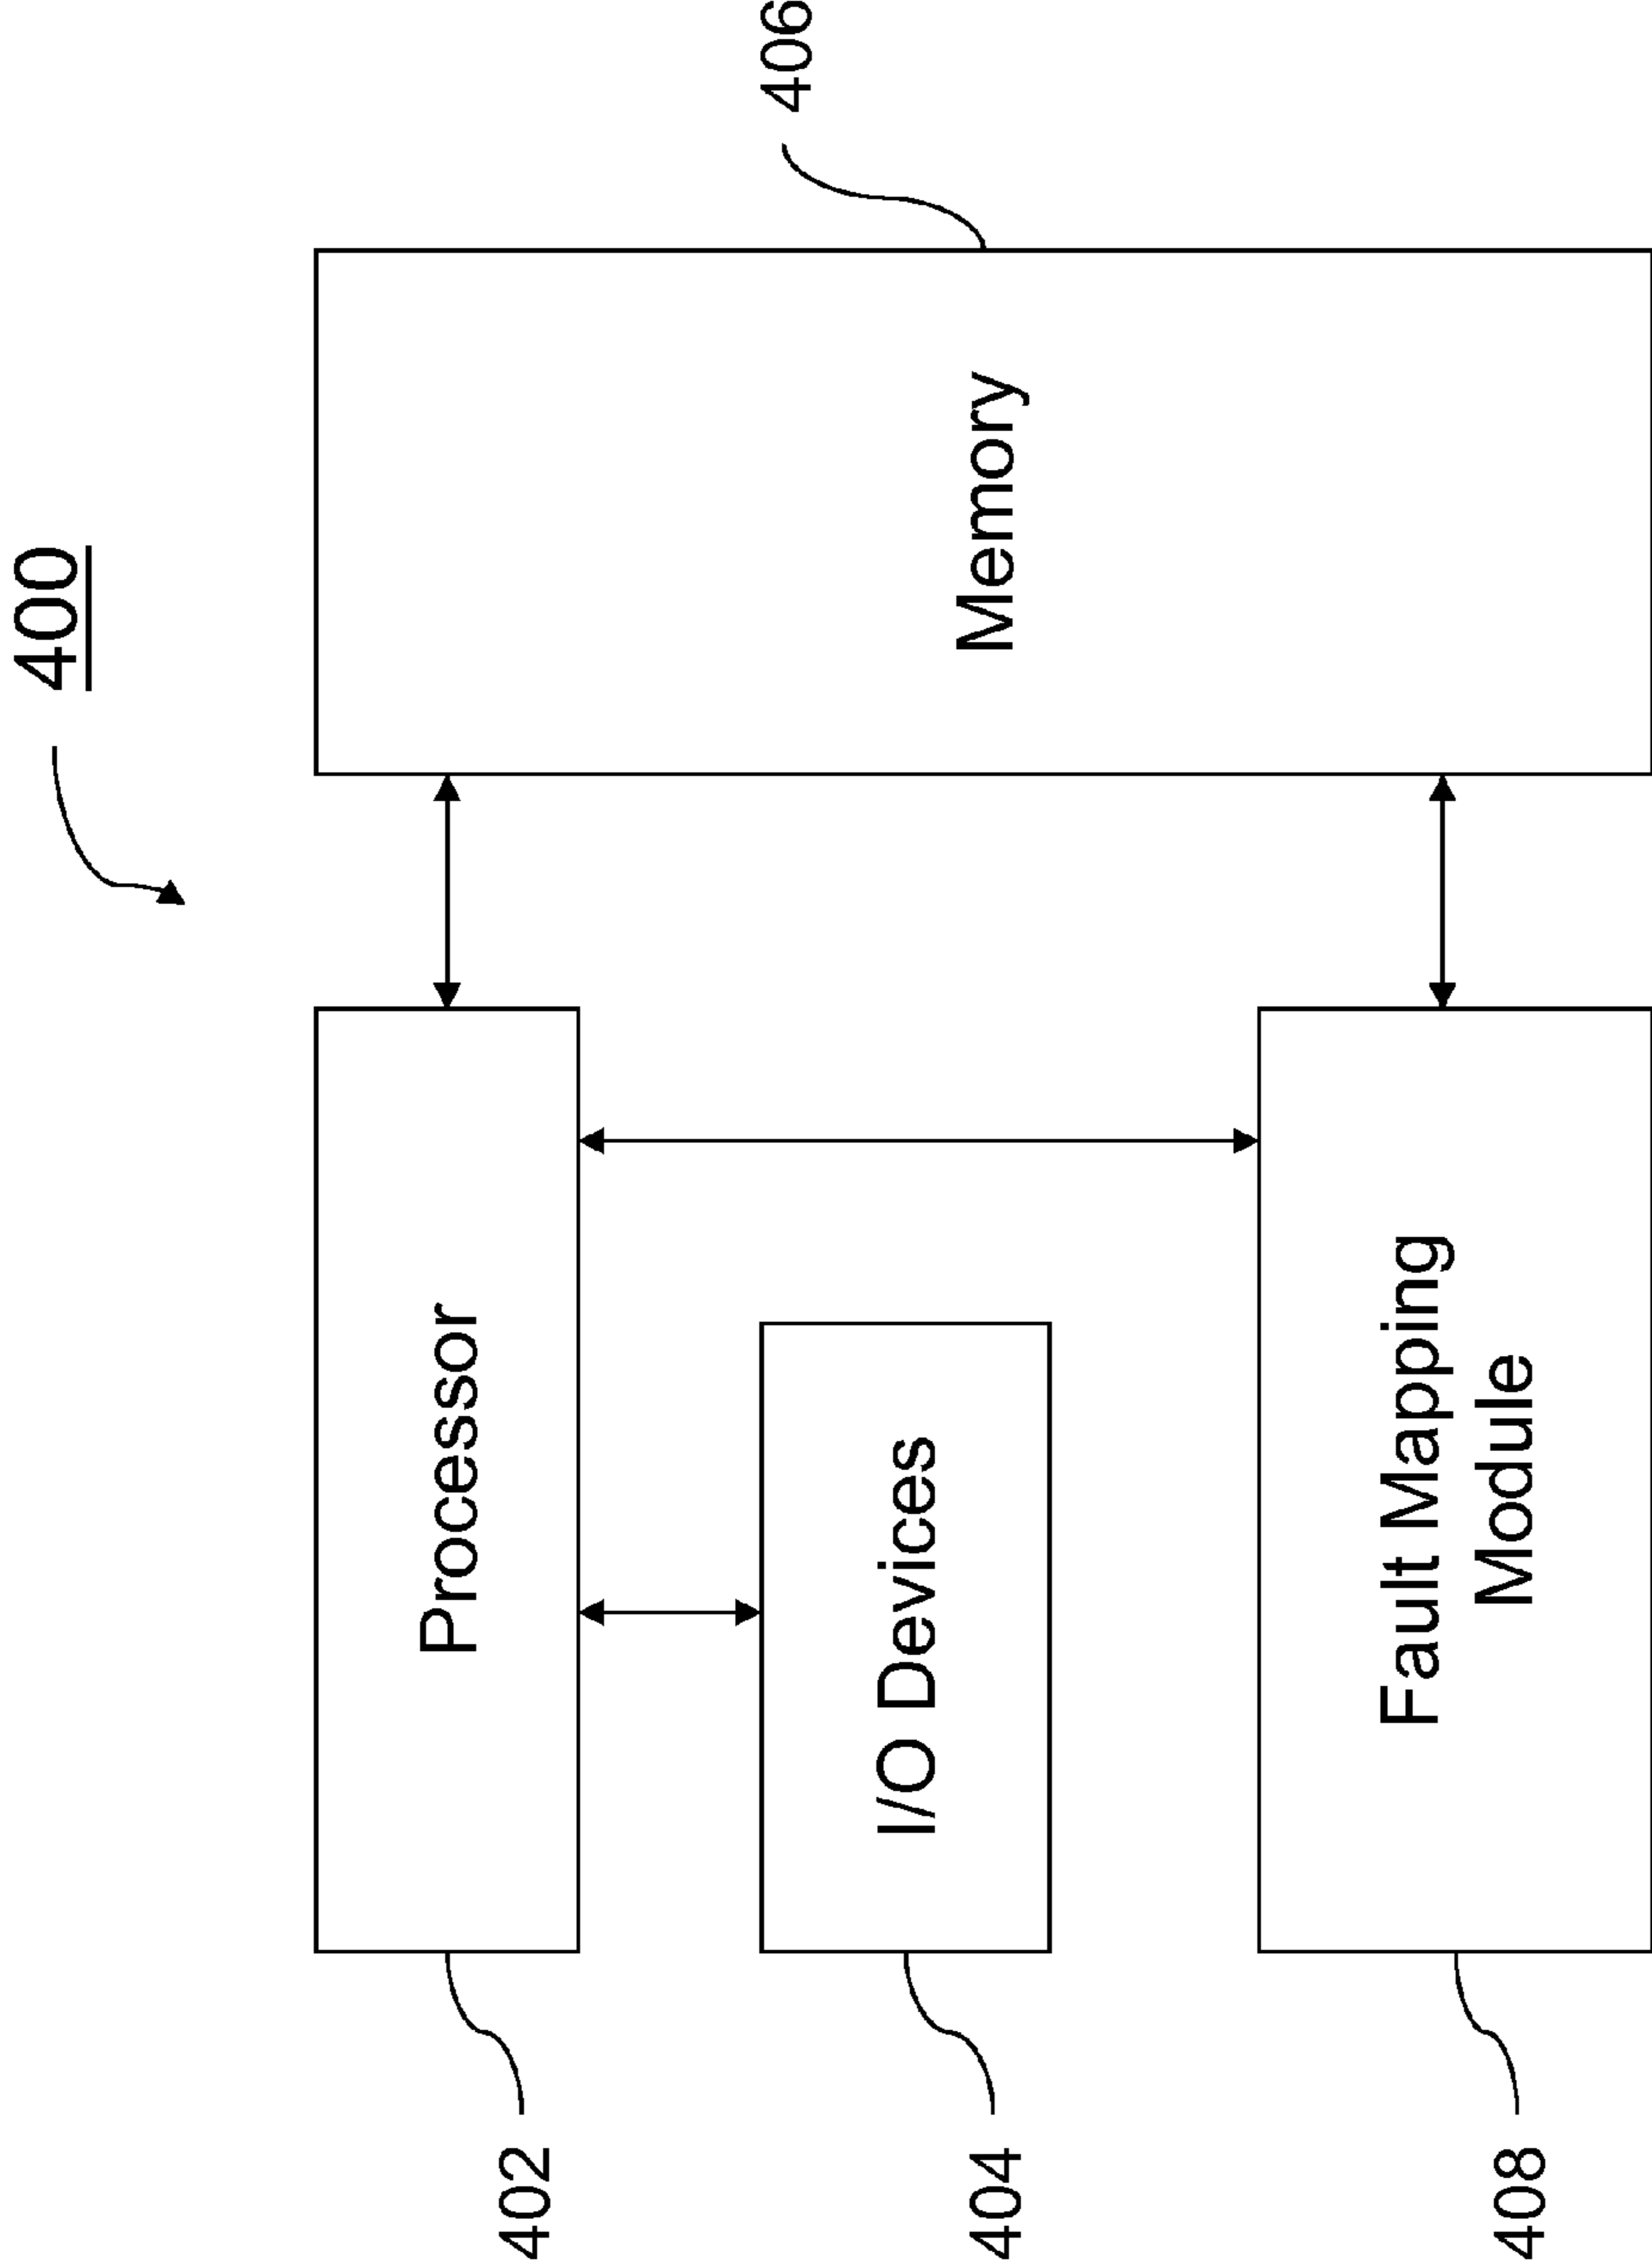 400
402
Processor
404
I/O Devices
Memory
406
408
Fault Mapping
Module